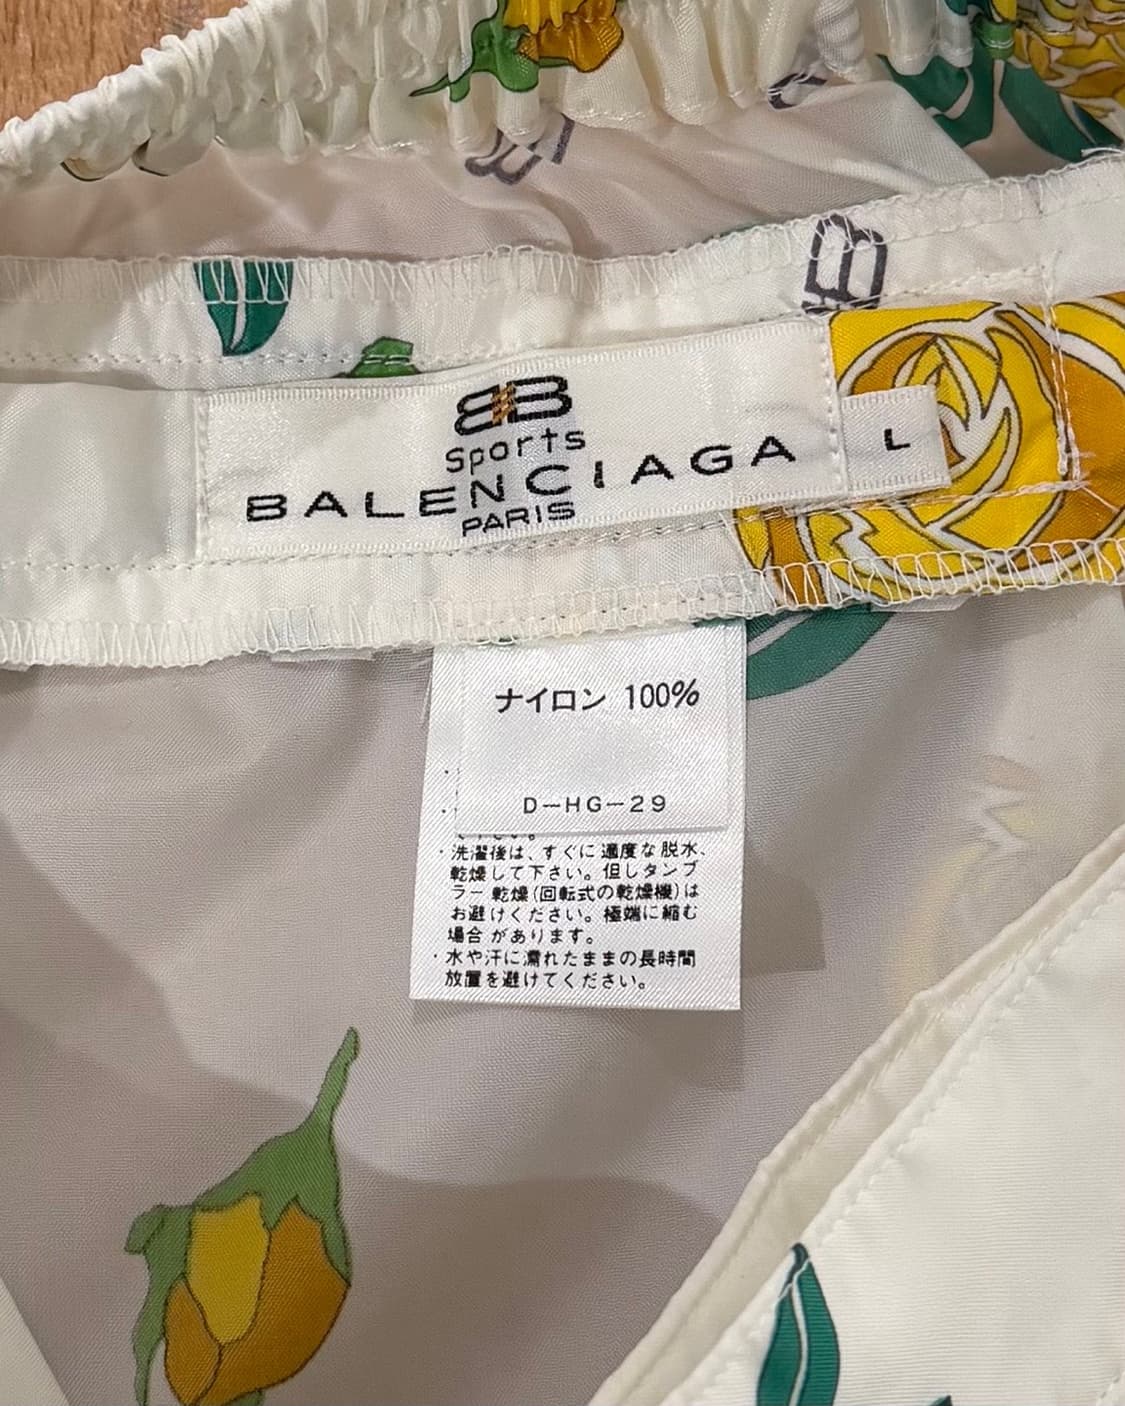 BB
Sports
BALENCIAGA
PARIS
L
ナイロン 100%
D-HG-29
・洗濯後は、すぐに適度な脱水、
乾燥して下さい。但しタンブ
ラー乾燥(回転式の乾燥機)は
お避けください。極端に縮む
場合があります。
・水や汗に濡れたままの長時間
放置を避けてください。